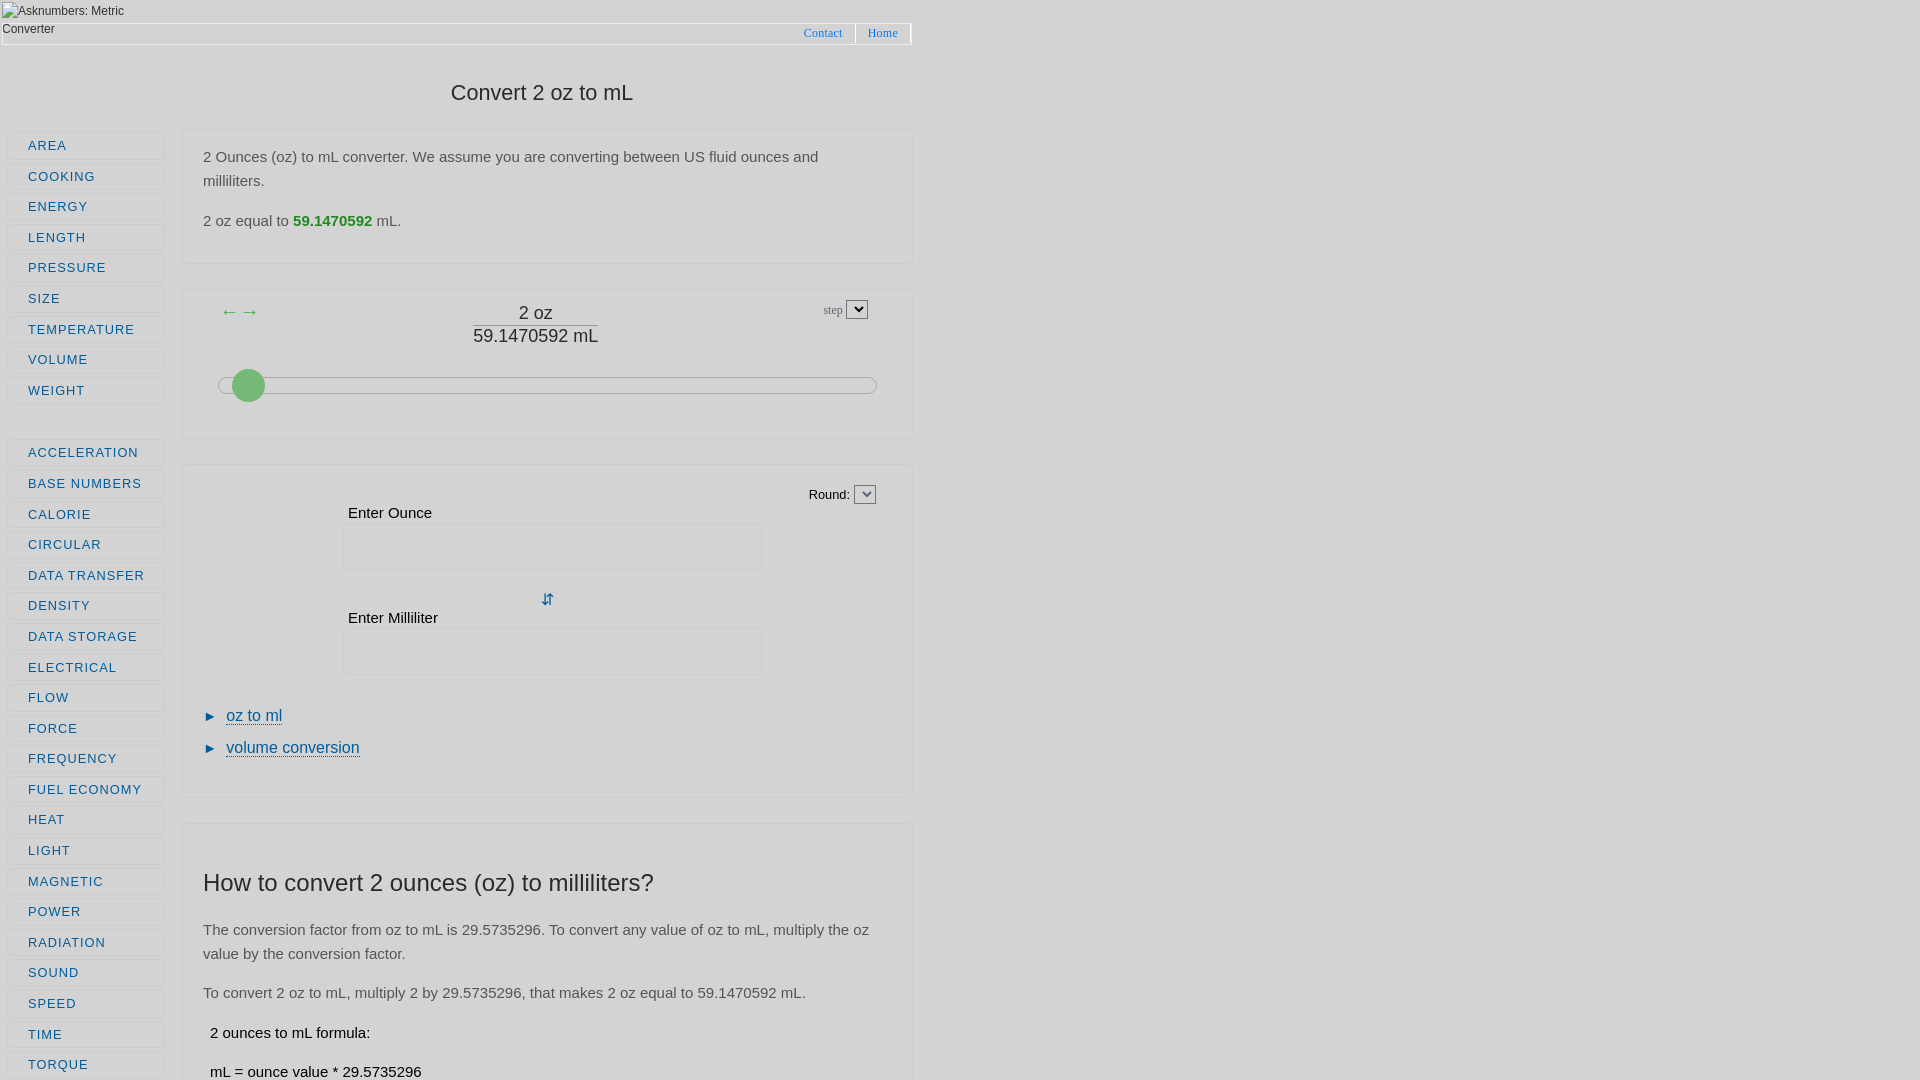 Asknumbers: Metric
Converter
Contact
Home
Convert 2 oz to mL
AREA
COOKING
ENERGY
LENGTH
PRESSURE
SIZE
TEMPERATURE
VOLUME
WEIGHT
ACCELERATION
BASE NUMBERS
CALORIE
CIRCULAR
DATA TRANSFER
DENSITY
DATA STORAGE
ELECTRICAL
FLOW
FORCE
FREQUENCY
FUEL ECONOMY
HEAT
LIGHT
MAGNETIC
POWER
RADIATION
SOUND
SPEED
TIME
TORQUE
2 Ounces (oz) to mL converter. We assume you are converting between US fluid ounces and
milliliters.
2 oz equal to 59.1470592 mL.
←→
2 oz
59.1470592 mL
step
Round:
Enter Ounce
⇵
Enter Milliliter
► oz to ml
► volume conversion
How to convert 2 ounces (oz) to milliliters?
The conversion factor from oz to mL is 29.5735296. To convert any value of oz to mL, multiply the oz
value by the conversion factor.
To convert 2 oz to mL, multiply 2 by 29.5735296, that makes 2 oz equal to 59.1470592 mL.
2 ounces to mL formula:
mL = ounce value * 29.5735296